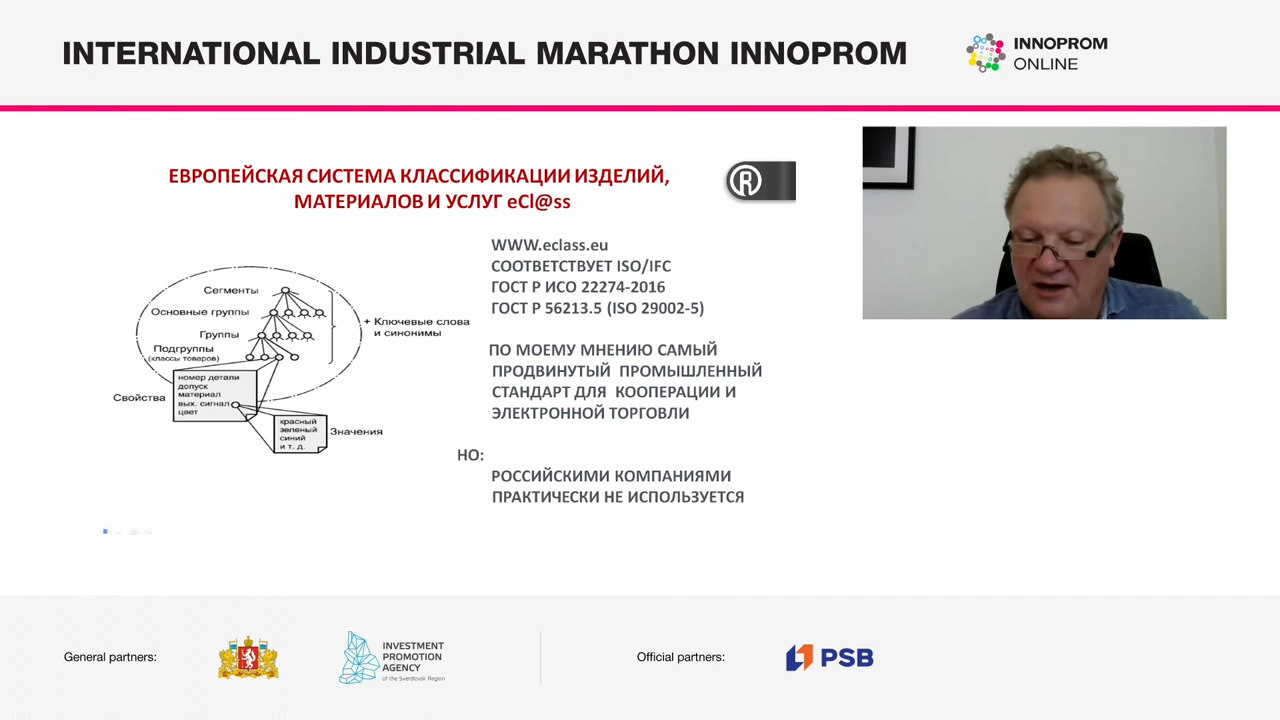 INTERNATIONAL INDUSTRIAL MARATHON INNOPROM
INNOPROM
ONLINE
ЕВРОПЕЙСКАЯ СИСТЕМА КЛАССИФИКАЦИИ ИЗДЕЛИЙ,
МАТЕРИАЛОВ И УСЛУГ eCl@ss
R
Сегменты
Основные группы
Группы
Подгруппы
(классы товаров)
+ Ключевые слова
и синонимы
Свойства
номер детали
допуск
материал
вых. сигнал
цвет
красный
зеленый
синий
и т. д.
Значения
WWW.eclass.eu
СООТВЕТСТВУЕТ ISO/IFC
ГОСТ Р ИСО 22274-2016
ГОСТ Р 56213.5 (ISO 29002-5)
ПО МОЕМУ МНЕНИЮ САМЫЙ
ПРОДВИНУТЫЙ ПРОМЫШЛЕННЫЙ
СТАНДАРТ ДЛЯ КООПЕРАЦИИ И
ЭЛЕКТРОННОЙ ТОРГОВЛИ
НО:
РОССИЙСКИМИ КОМПАНИЯМИ
ПРАКТИЧЕСКИ НЕ ИСПОЛЬЗУЕТСЯ
General partners:
INVESTMENT
PROMOTION
AGENCY
of the Sverdlovsk Region
Official partners:
PSB